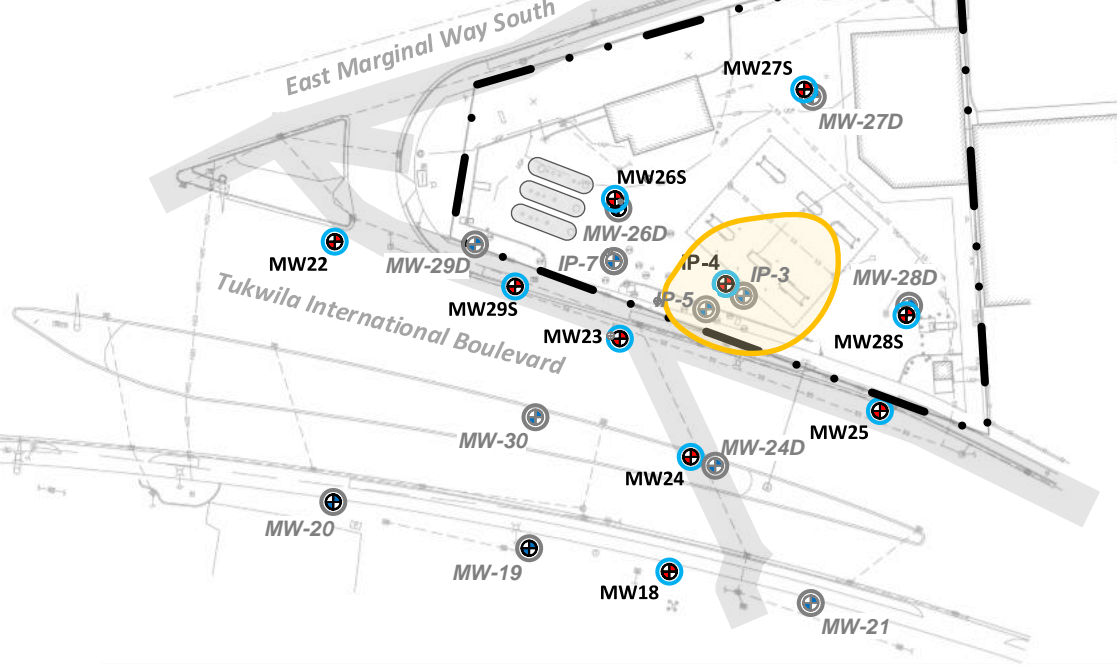 East Marginal Way South
MW27S
MW-27D
MW26S
MW-26D
MW22
MW-29D
IP-7
IP-4
IP-3
IP-5
MW-28D
MW28S
Tukwila International Boulevard
MW29S
MW23
MW25
MW-30
MW-24D
MW24
MW-20
MW-19
MW18
MW-21